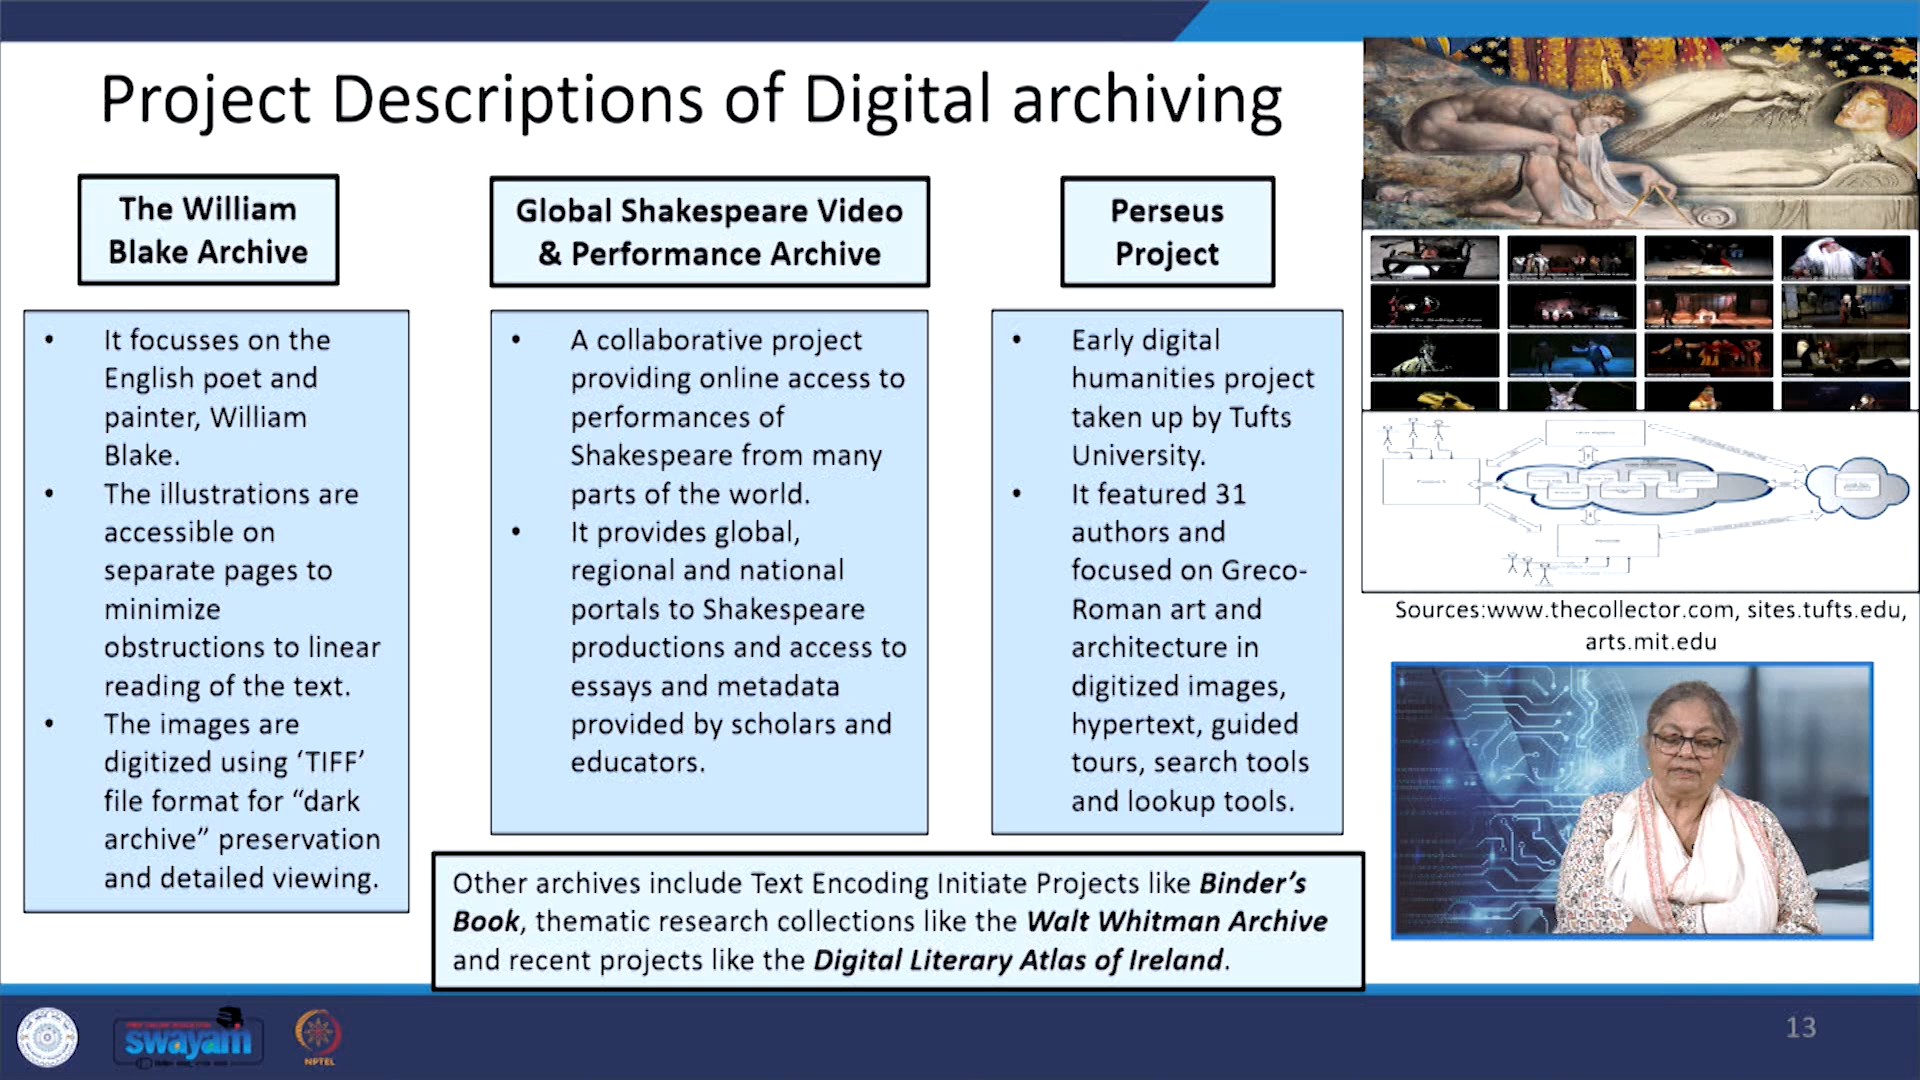 Project Descriptions of Digital archiving
The William
Blake Archive
•	It focusses on the
English poet and
painter, William
Blake.
•	The illustrations are
accessible on
separate pages to
minimize
obstructions to linear
reading of the text.
•	The images are
digitized using ‘TIFF’
file format for “dark
archive” preservation
and detailed viewing.
Global Shakespeare Video
& Performance Archive
•	A collaborative project
providing online access to
performances of
Shakespeare from many
parts of the world.
•	It provides global,
regional and national
portals to Shakespeare
productions and access to
essays and metadata
provided by scholars and
educators.
Perseus
Project
•	Early digital
humanities project
taken up by Tufts
University.
•	It featured 31
authors and
focused on Greco-
Roman art and
architecture in
digitized images,
hypertext, guided
tours, search tools
and lookup tools.
Other archives include Text Encoding Initiate Projects like Binder’s
Book, thematic research collections like the Walt Whitman Archive
and recent projects like the Digital Literary Atlas of Ireland.
Sources:www.thecollector.com, sites.tufts.edu,
arts.mit.edu
swayam
NPTEL
13